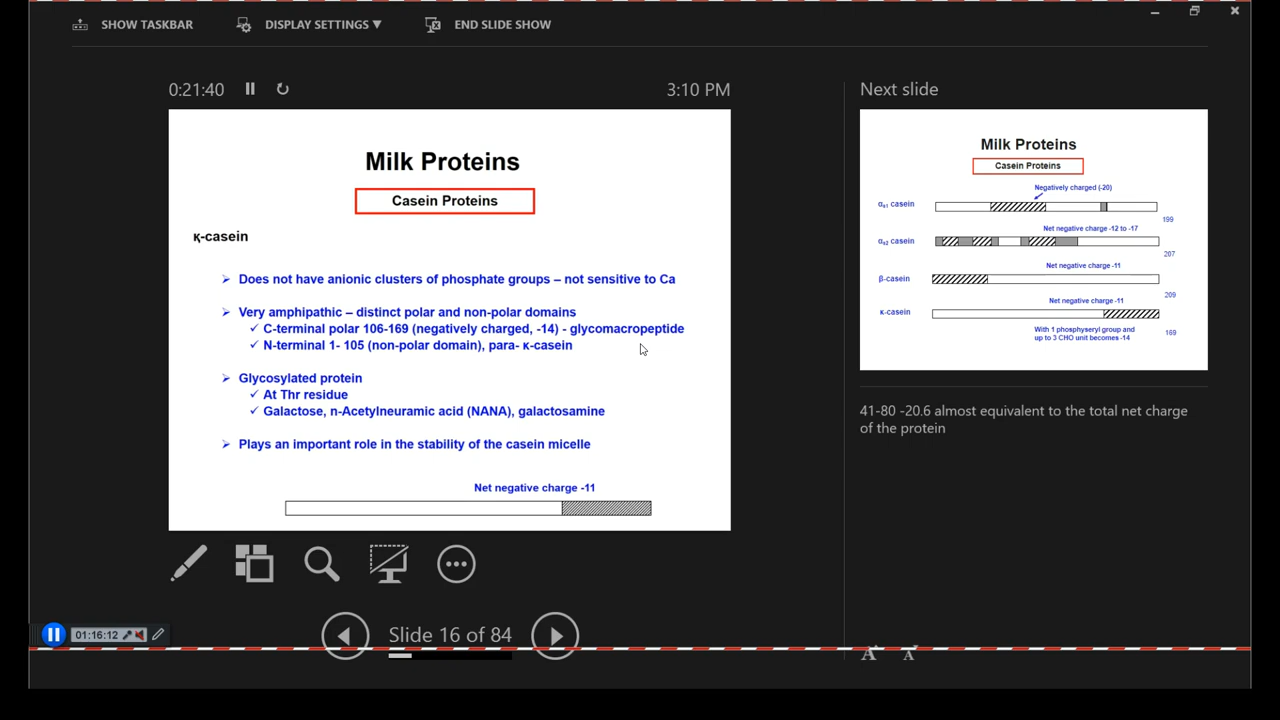 SHOW TASKBAR DISPLAY SETTINGS ▼ END SLIDE SHOW
0:21:40 3:10 PM
Milk Proteins
Casein Proteins
κ-casein
Does not have anionic clusters of phosphate groups – not sensitive to Ca
Very amphipathic – distinct polar and non-polar domains
✓ C-terminal polar 106-169 (negatively charged, -14) - glycomacropeptide
✓ N-terminal 1- 105 (non-polar domain), para- κ-casein
Glycosylated protein
✓ At Thr residue
✓ Galactose, n-Acetylneuramic acid (NANA), galactosamine
Plays an important role in the stability of the casein micelle
Net negative charge -11
Slide 16 of 84
01:16:12
Next slide
Milk Proteins
Casein Proteins
Negatively charged (-20)
αs1 casein
199
Net negative charge -12 to -17
αs2 casein
207
Net negative charge -11
β-casein
209
Net negative charge -11
κ-casein
169
With 1 phosphyseryl group and
up to 3 CHO unit becomes -14
41-80 -20.6 almost equivalent to the total net charge
of the protein
A A